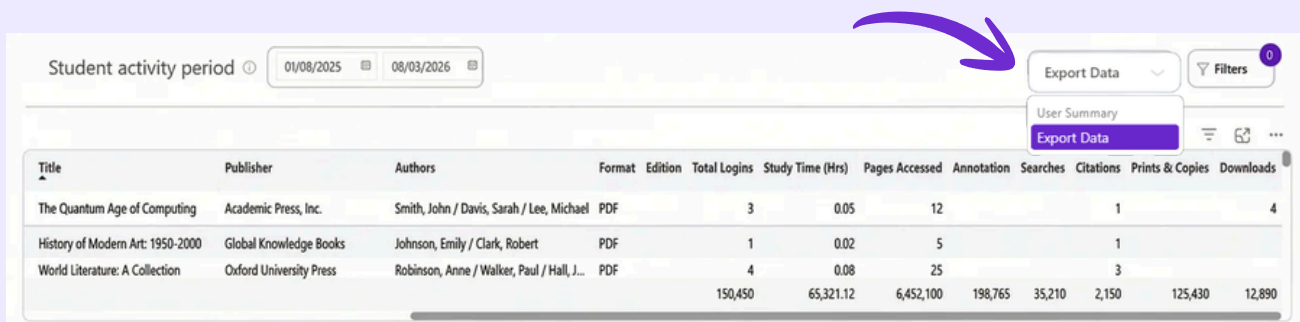 Student activity period 01/08/2025 08/03/2026 Export Data Filters 0
User Summary
Export Data
Title Publisher Authors Format Edition Total Logins Study Time (Hrs) Pages Accessed Annotation Searches Citations Prints & Copies Downloads
The Quantum Age of Computing Academic Press, Inc. Smith, John / Davis, Sarah / Lee, Michael PDF 3 0.05 12 1 4
History of Modern Art: 1950-2000 Global Knowledge Books Johnson, Emily / Clark, Robert PDF 1 0.02 5 1
World Literature: A Collection Oxford University Press Robinson, Anne / Walker, Paul / Hall, J... PDF 4 0.08 25 3
150,450 65,321.12 6,452,100 198,765 35,210 2,150 125,430 12,890